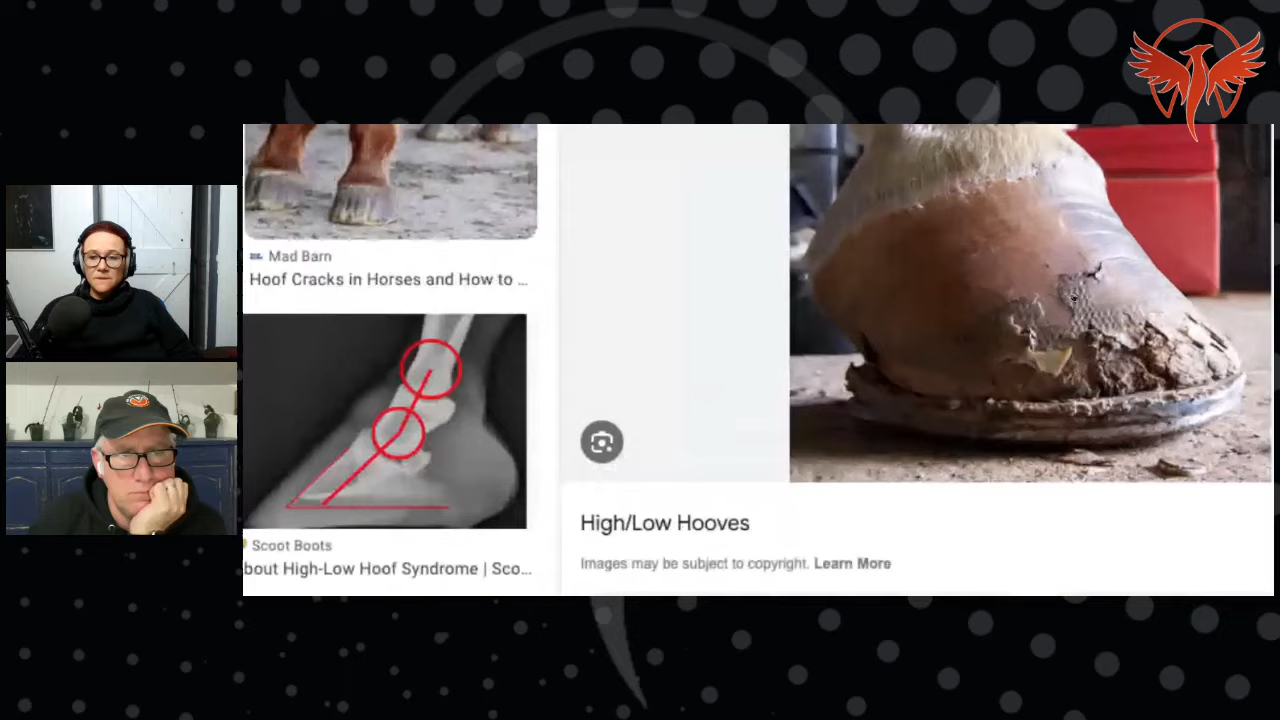 Mad Barn
Hoof Cracks in Horses and How to ...
Scoot Boots
bout High-Low Hoof Syndrome | Sco...
High/Low Hooves
Images may be subject to copyright. Learn More